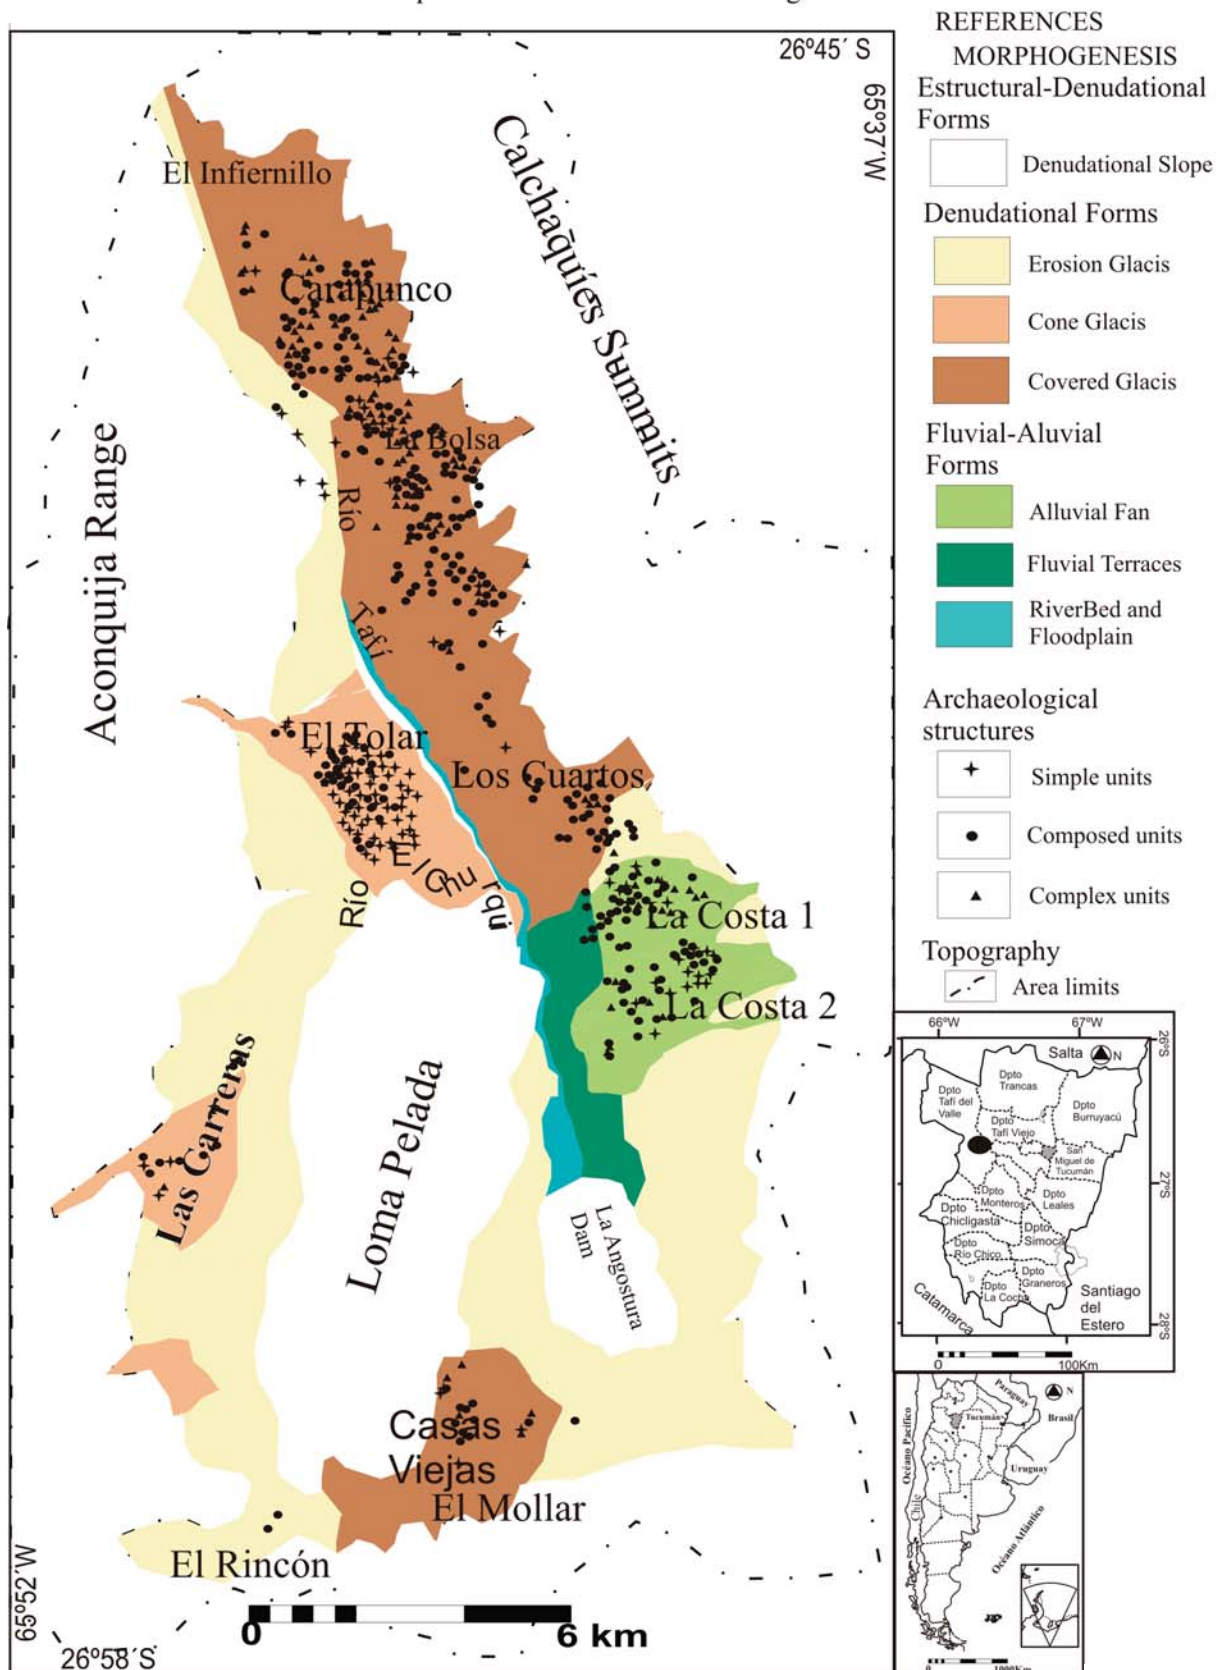 26º45´ S
65º37´W
El Infiernillo
Calchaquíes Summits
Carapunco
La Bolsa
Aconquija Range
Río
Tafí
El Tolar
Los Cuartos
Río
El Churqui
La Costa 1
La Costa 2
Las Carreras
Loma Pelada
La Angostura
Dam
Casas
Viejas
El Mollar
El Rincón
65º52´W
26º58´S
0
6 km
REFERENCES
MORPHOGENESIS
Estructural-Denudational
Forms
Denudational Slope
Denudational Forms
Erosion Glacis
Cone Glacis
Covered Glacis
Fluvial-Aluvial
Forms
Alluvial Fan
Fluvial Terraces
RiverBed and
Floodplain
Archaeological
structures
Simple units
Composed units
Complex units
Topography
Area limits
66ºW
67ºW
26ºS
Salta
N
Dpto
Trancas
Dpto
Tafí del
Valle
Dpto
Burruyacú
Dpto
Tafí Viejo
San
Miguel de
Tucumán
27ºS
Dpto
Monteros
Dpto
Leales
Dpto
Chicligasta
Dpto
Simoca
Dpto
Río Chico
Dpto
Graneros
Dpto
La Cocha
Santiago
del
Estero
Catamarca
28ºS
0
100Km
Paraguay
N
Tucumán
Brasil
Océano Pacífico
Uruguay
Chile
Océano Atlántico
0
1000Km